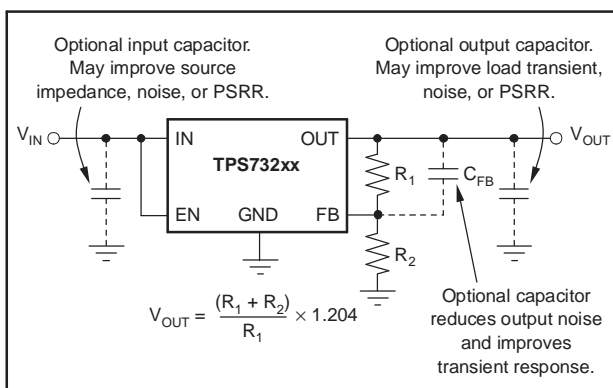 Optional input capacitor.
May improve source
impedance, noise, or PSRR.
Optional output capacitor.
May improve load transient,
noise, or PSRR.
V_IN
IN
OUT
TPS732xx
EN
GND
FB
R_1
C_FB
R_2
V_OUT
V_OUT = (R_1 + R_2) / R_1 × 1.204
Optional capacitor
reduces output noise
and improves
transient response.